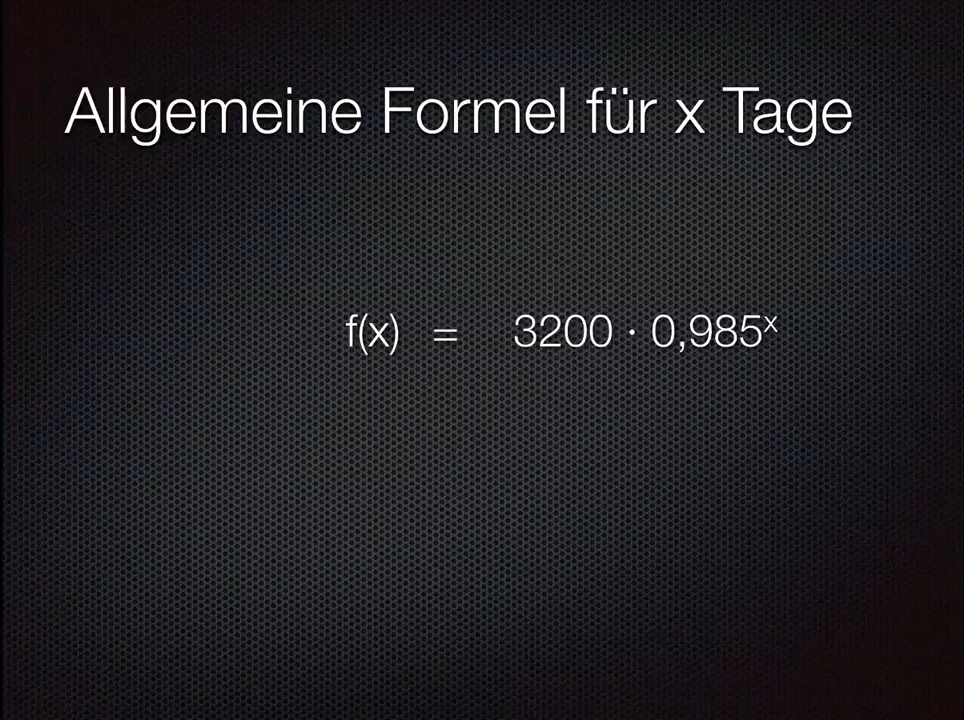 Allgemeine Formel für x Tage
f(x) = 3200 · 0,985ˣ